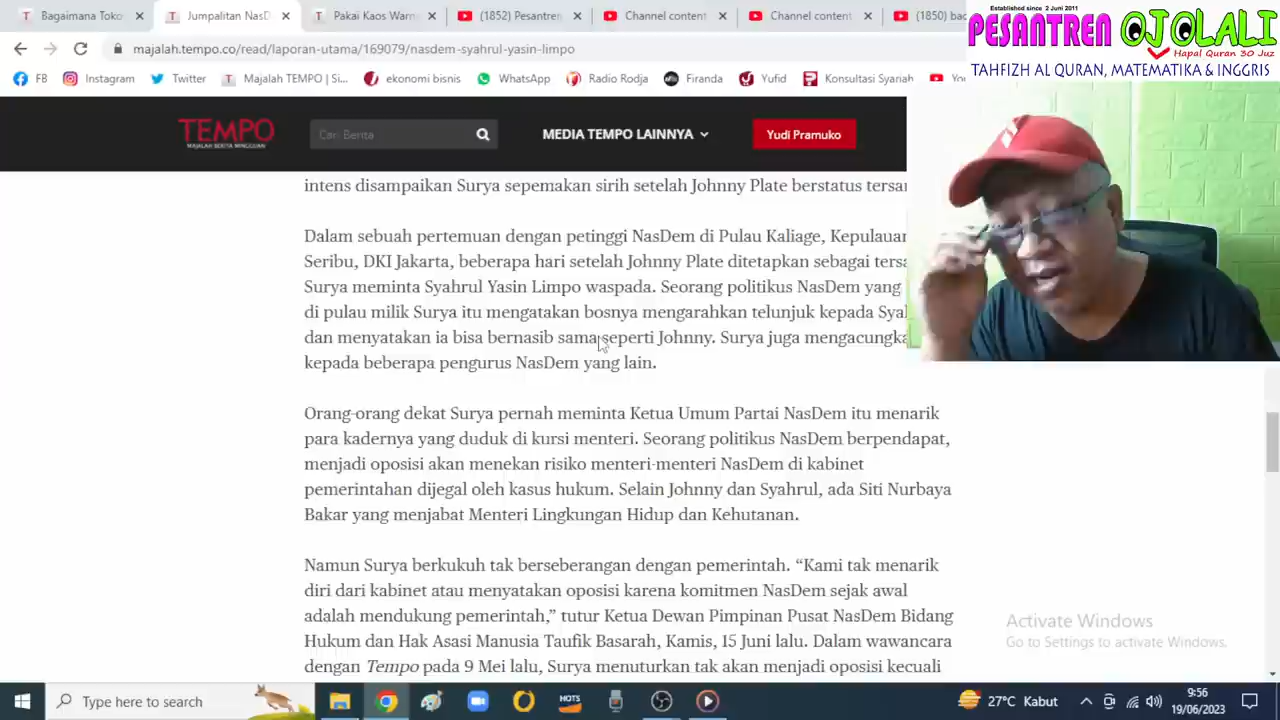 Bagaimana Toko
Jumpalitan NasD
Pakar Kaos Warn
(1852) Pesantren
Channel content
Channel content
(1850) bac
Established since 2 Juni 2011
PESANTREN OJOLALI
Hapal Quran 30 Juz
TAHFIZH AL QURAN, MATEMATIKA & INGGRIS
majalah.tempo.co/read/laporan-utama/169079/nasdem-syahrul-yasin-limpo
FB
Instagram
Twitter
Majalah TEMPO | Si...
ekonomi bisnis
WhatsApp
Radio Rodja
Firanda
Yufid
Konsultasi Syariah
TEMPO
MAJALAH BERITA MINGGUAN
Cari Berita
MEDIA TEMPO LAINNYA
Yudi Pramuko
intens disampaikan Surya sepemakan sirih setelah Johnny Plate berstatus tersan
Dalam sebuah pertemuan dengan petinggi NasDem di Pulau Kaliage, Kepulauan
Seribu, DKI Jakarta, beberapa hari setelah Johnny Plate ditetapkan sebagai tersa
Surya meminta Syahrul Yasin Limpo waspada. Seorang politikus NasDem yang
di pulau milik Surya itu mengatakan bosnya mengarahkan telunjuk kepada Sya
dan menyatakan ia bisa bernasib sama seperti Johnny. Surya juga mengacungka
kepada beberapa pengurus NasDem yang lain.
Orang-orang dekat Surya pernah meminta Ketua Umum Partai NasDem itu menarik
para kadernya yang duduk di kursi menteri. Seorang politikus NasDem berpendapat,
menjadi oposisi akan menekan risiko menteri-menteri NasDem di kabinet
pemerintahan dijegal oleh kasus hukum. Selain Johnny dan Syahrul, ada Siti Nurbaya
Bakar yang menjabat Menteri Lingkungan Hidup dan Kehutanan.
Namun Surya berkukuh tak berseberangan dengan pemerintah. “Kami tak menarik
diri dari kabinet atau menyatakan oposisi karena komitmen NasDem sejak awal
adalah mendukung pemerintah,” tutur Ketua Dewan Pimpinan Pusat NasDem Bidang
Hukum dan Hak Asasi Manusia Taufik Basarah, Kamis, 15 Juni lalu. Dalam wawancara
dengan Tempo pada 9 Mei lalu, Surya menuturkan tak akan menjadi oposisi kecuali
Activate Windows
Go to Settings to activate Windows.
Type here to search
HOTS
27°C Kabut
9:56
19/06/2023